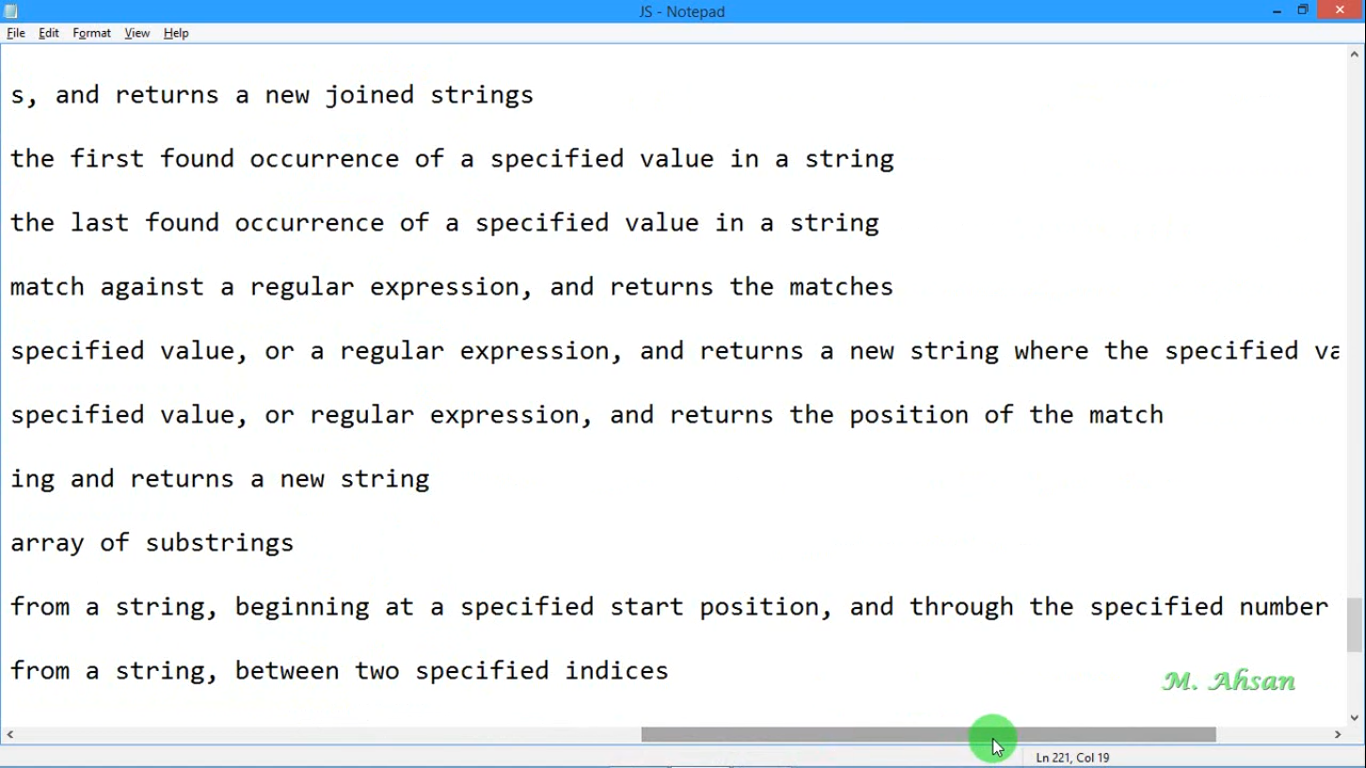 JS - Notepad
File Edit Format View Help
s, and returns a new joined strings
the first found occurrence of a specified value in a string
the last found occurrence of a specified value in a string
match against a regular expression, and returns the matches
specified value, or a regular expression, and returns a new string where the specified va
specified value, or regular expression, and returns the position of the match
ing and returns a new string
array of substrings
from a string, beginning at a specified start position, and through the specified number
from a string, between two specified indices
M. Ahsan
Ln 221, Col 19